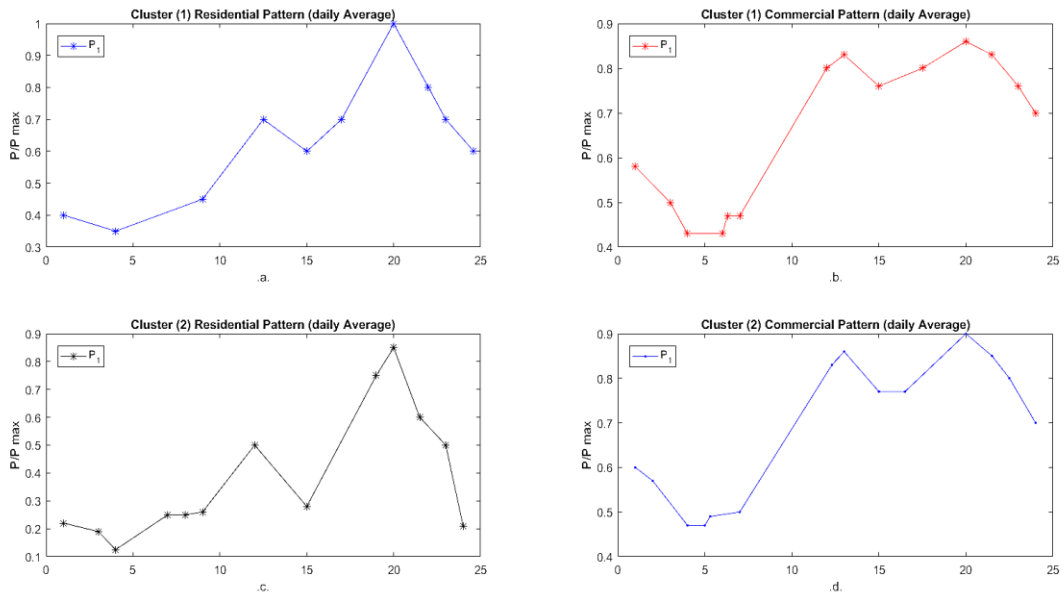 Cluster (1) Residential Pattern (daily Average)
P1
P/P max
1
0.9
0.8
0.7
0.6
0.5
0.4
0.3
0 5 10 15 20 25
.a.
Cluster (1) Commercial Pattern (daily Average)
P1
P/P max
0.9
0.8
0.7
0.6
0.5
0.4
0 5 10 15 20 25
.b.
Cluster (2) Residential Pattern (daily Average)
P1
P/P max
0.9
0.8
0.7
0.6
0.5
0.4
0.3
0.2
0.1
0 5 10 15 20 25
.c.
Cluster (2) Commercial Pattern (daily Average)
P1
P/P max
0.9
0.8
0.7
0.6
0.5
0.4
0 5 10 15 20 25
.d.